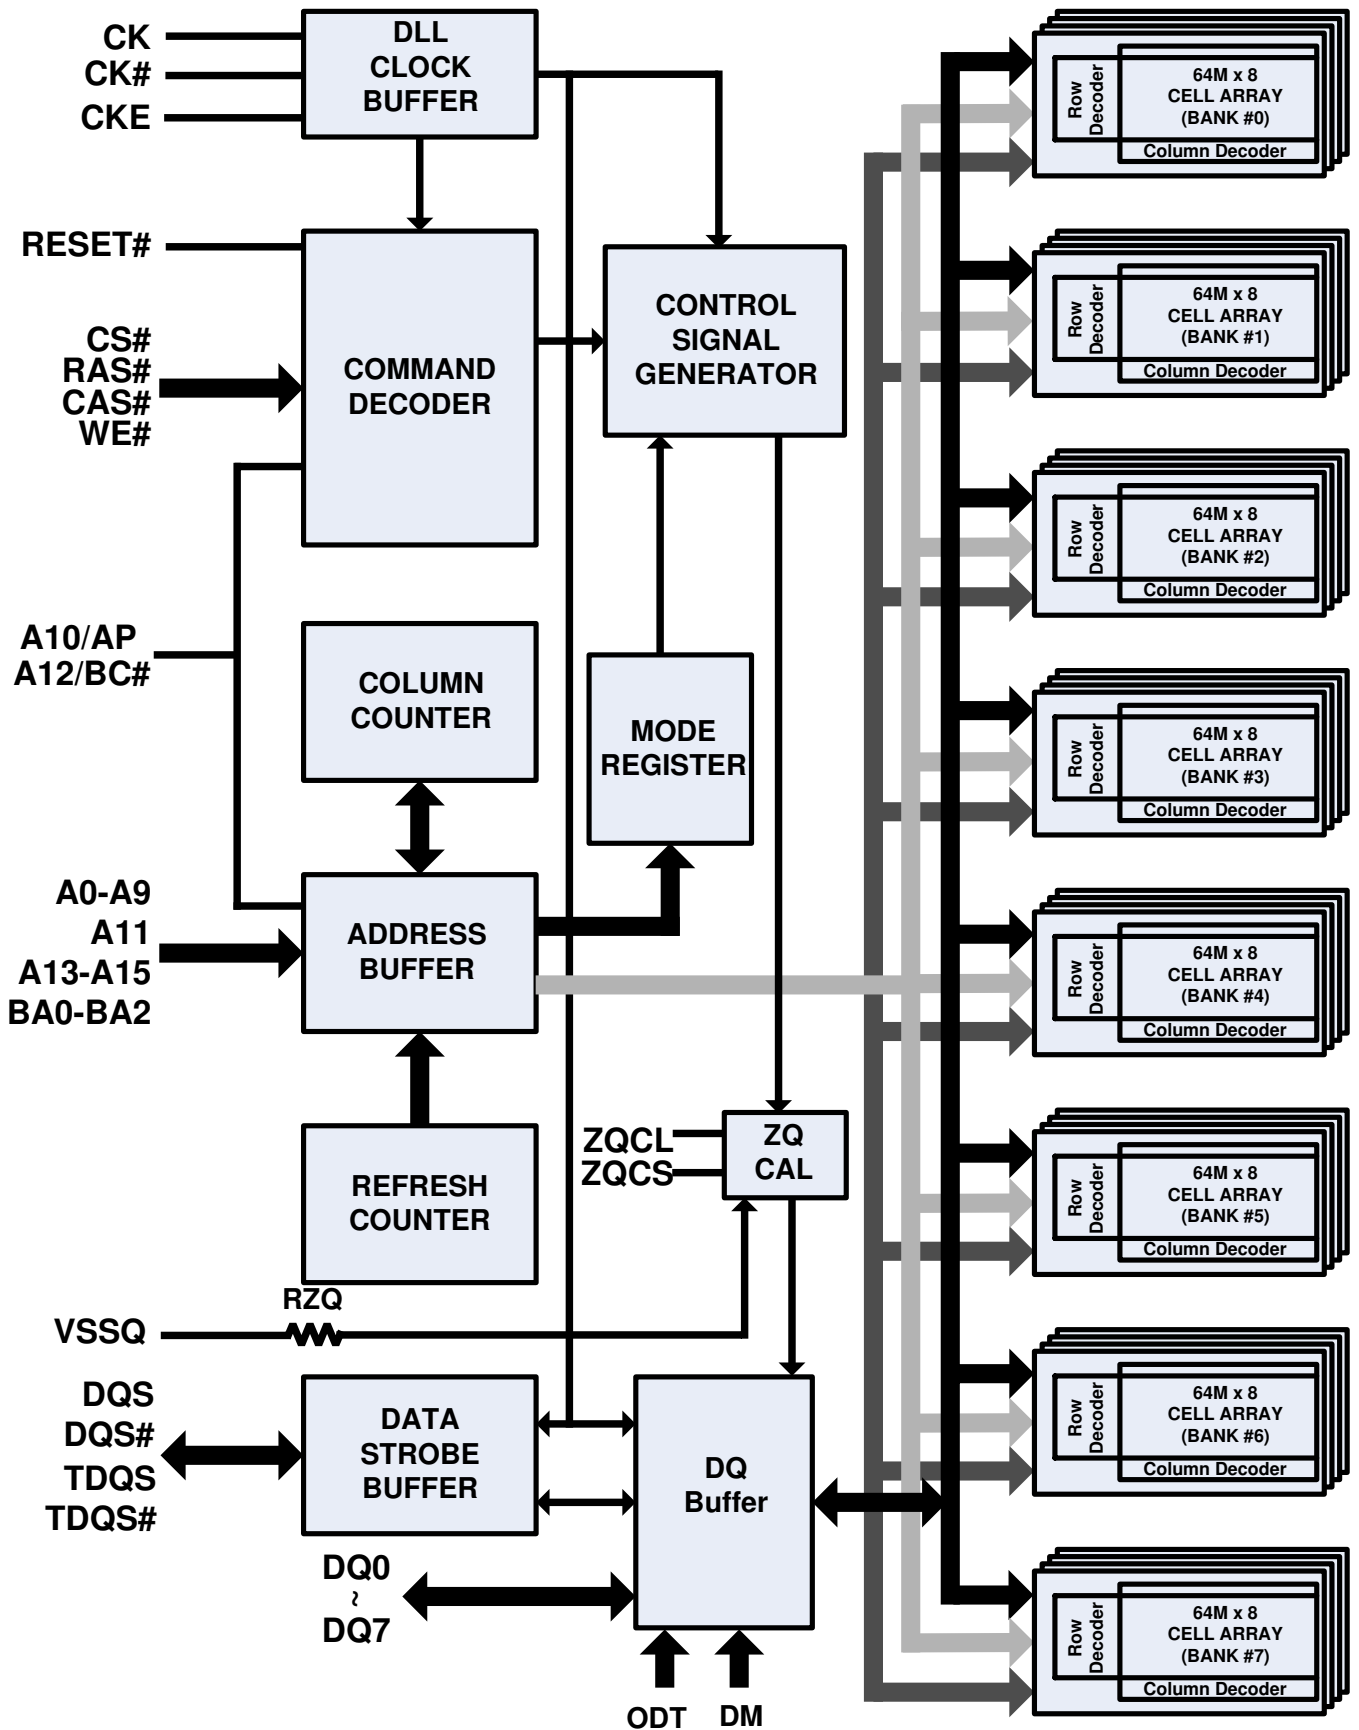 CK
CK#
CKE
DLL
CLOCK
BUFFER
RESET#
CS#
RAS#
CAS#
WE#
COMMAND
DECODER
CONTROL
SIGNAL
GENERATOR
A10/AP
A12/BC#
COLUMN
COUNTER
MODE
REGISTER
A0-A9
A11
A13-A15
BA0-BA2
ADDRESS
BUFFER
REFRESH
COUNTER
ZQCL
ZQCS
ZQ
CAL
RZQ
VSSQ
DQS
DQS#
TDQS
TDQS#
DATA
STROBE
BUFFER
DQ
Buffer
DQ0
~
DQ7
ODT
DM
Row
Decoder
64M x 8
CELL ARRAY
(BANK #0)
Column Decoder
Row
Decoder
64M x 8
CELL ARRAY
(BANK #1)
Column Decoder
Row
Decoder
64M x 8
CELL ARRAY
(BANK #2)
Column Decoder
Row
Decoder
64M x 8
CELL ARRAY
(BANK #3)
Column Decoder
Row
Decoder
64M x 8
CELL ARRAY
(BANK #4)
Column Decoder
Row
Decoder
64M x 8
CELL ARRAY
(BANK #5)
Column Decoder
Row
Decoder
64M x 8
CELL ARRAY
(BANK #6)
Column Decoder
Row
Decoder
64M x 8
CELL ARRAY
(BANK #7)
Column Decoder